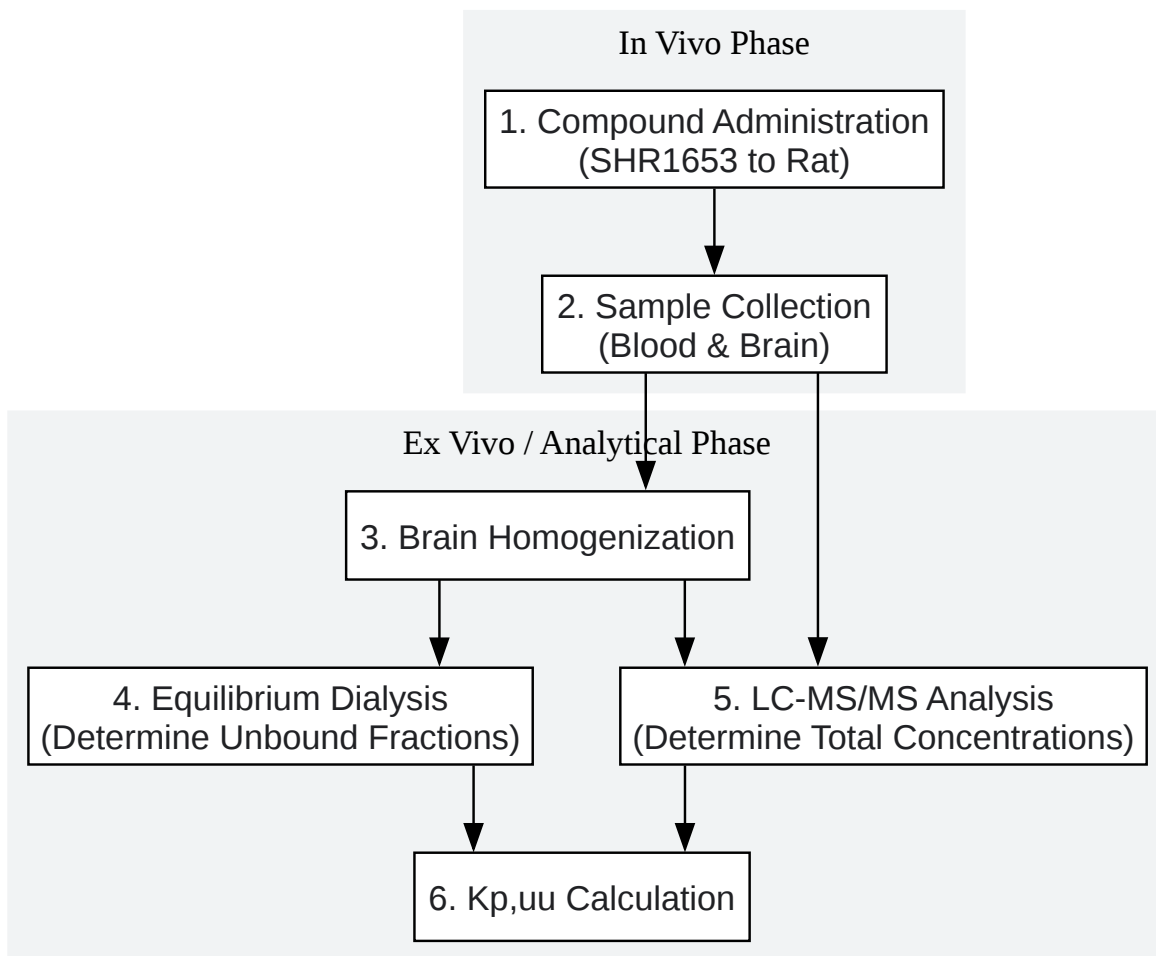 In Vivo Phase
1. Compound Administration
(SHR1653 to Rat)
2. Sample Collection
(Blood & Brain)
Ex Vivo / Analytical Phase
3. Brain Homogenization
4. Equilibrium Dialysis
(Determine Unbound Fractions)
5. LC-MS/MS Analysis
(Determine Total Concentrations)
6. Kp,uu Calculation